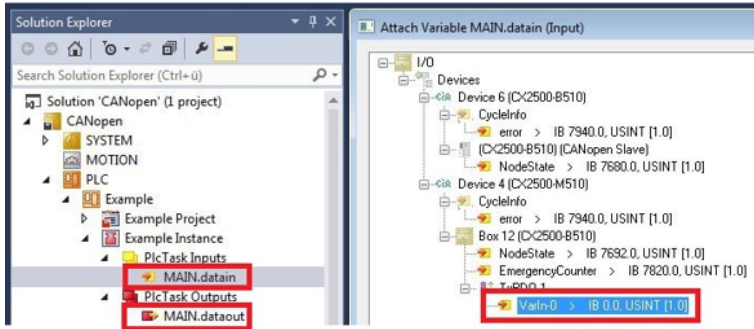 Solution Explorer
Search Solution Explorer (Ctrl+ü)
Solution 'CANopen' (1 project)
CANopen
SYSTEM
MOTION
PLC
Example
Example Project
Example Instance
PlcTask Inputs
MAIN.datain
PlcTask Outputs
MAIN.dataout
Attach Variable MAIN.datain (Input)
I/O
Devices
Device 6 (CX2500-B510)
CycleInfo
error > IB 7940.0, USINT [1.0]
(CX2500-B510) (CANopen Slave)
NodeState > IB 7680.0, USINT [1.0]
Device 4 (CX2500-M510)
CycleInfo
error > IB 7940.0, USINT [1.0]
Box 12 (CX2500-B510)
NodeState > IB 7692.0, USINT [1.0]
EmergencyCounter > IB 7820.0, USINT [1.0]
TxPDO 1
VarIn-0 > IB 0.0, USINT [1.0]